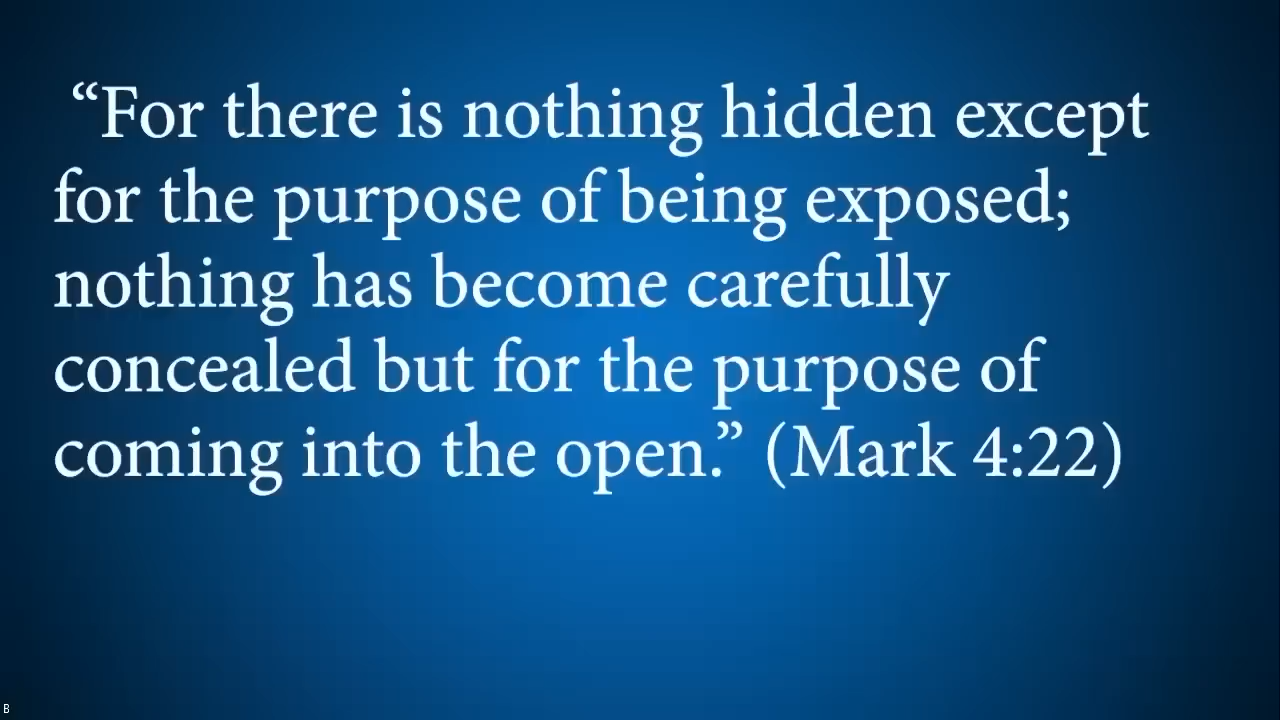 “For there is nothing hidden except
for the purpose of being exposed;
nothing has become carefully
concealed but for the purpose of
coming into the open.” (Mark 4:22)
B